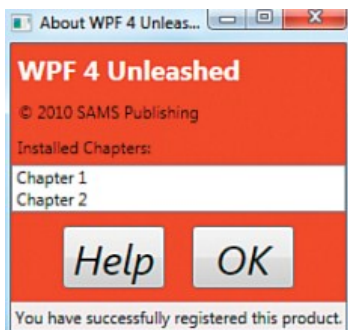 About WPF 4 Unleas...
WPF 4 Unleashed
© 2010 SAMS Publishing
Installed Chapters:
Chapter 1
Chapter 2
Help
OK
You have successfully registered this product.